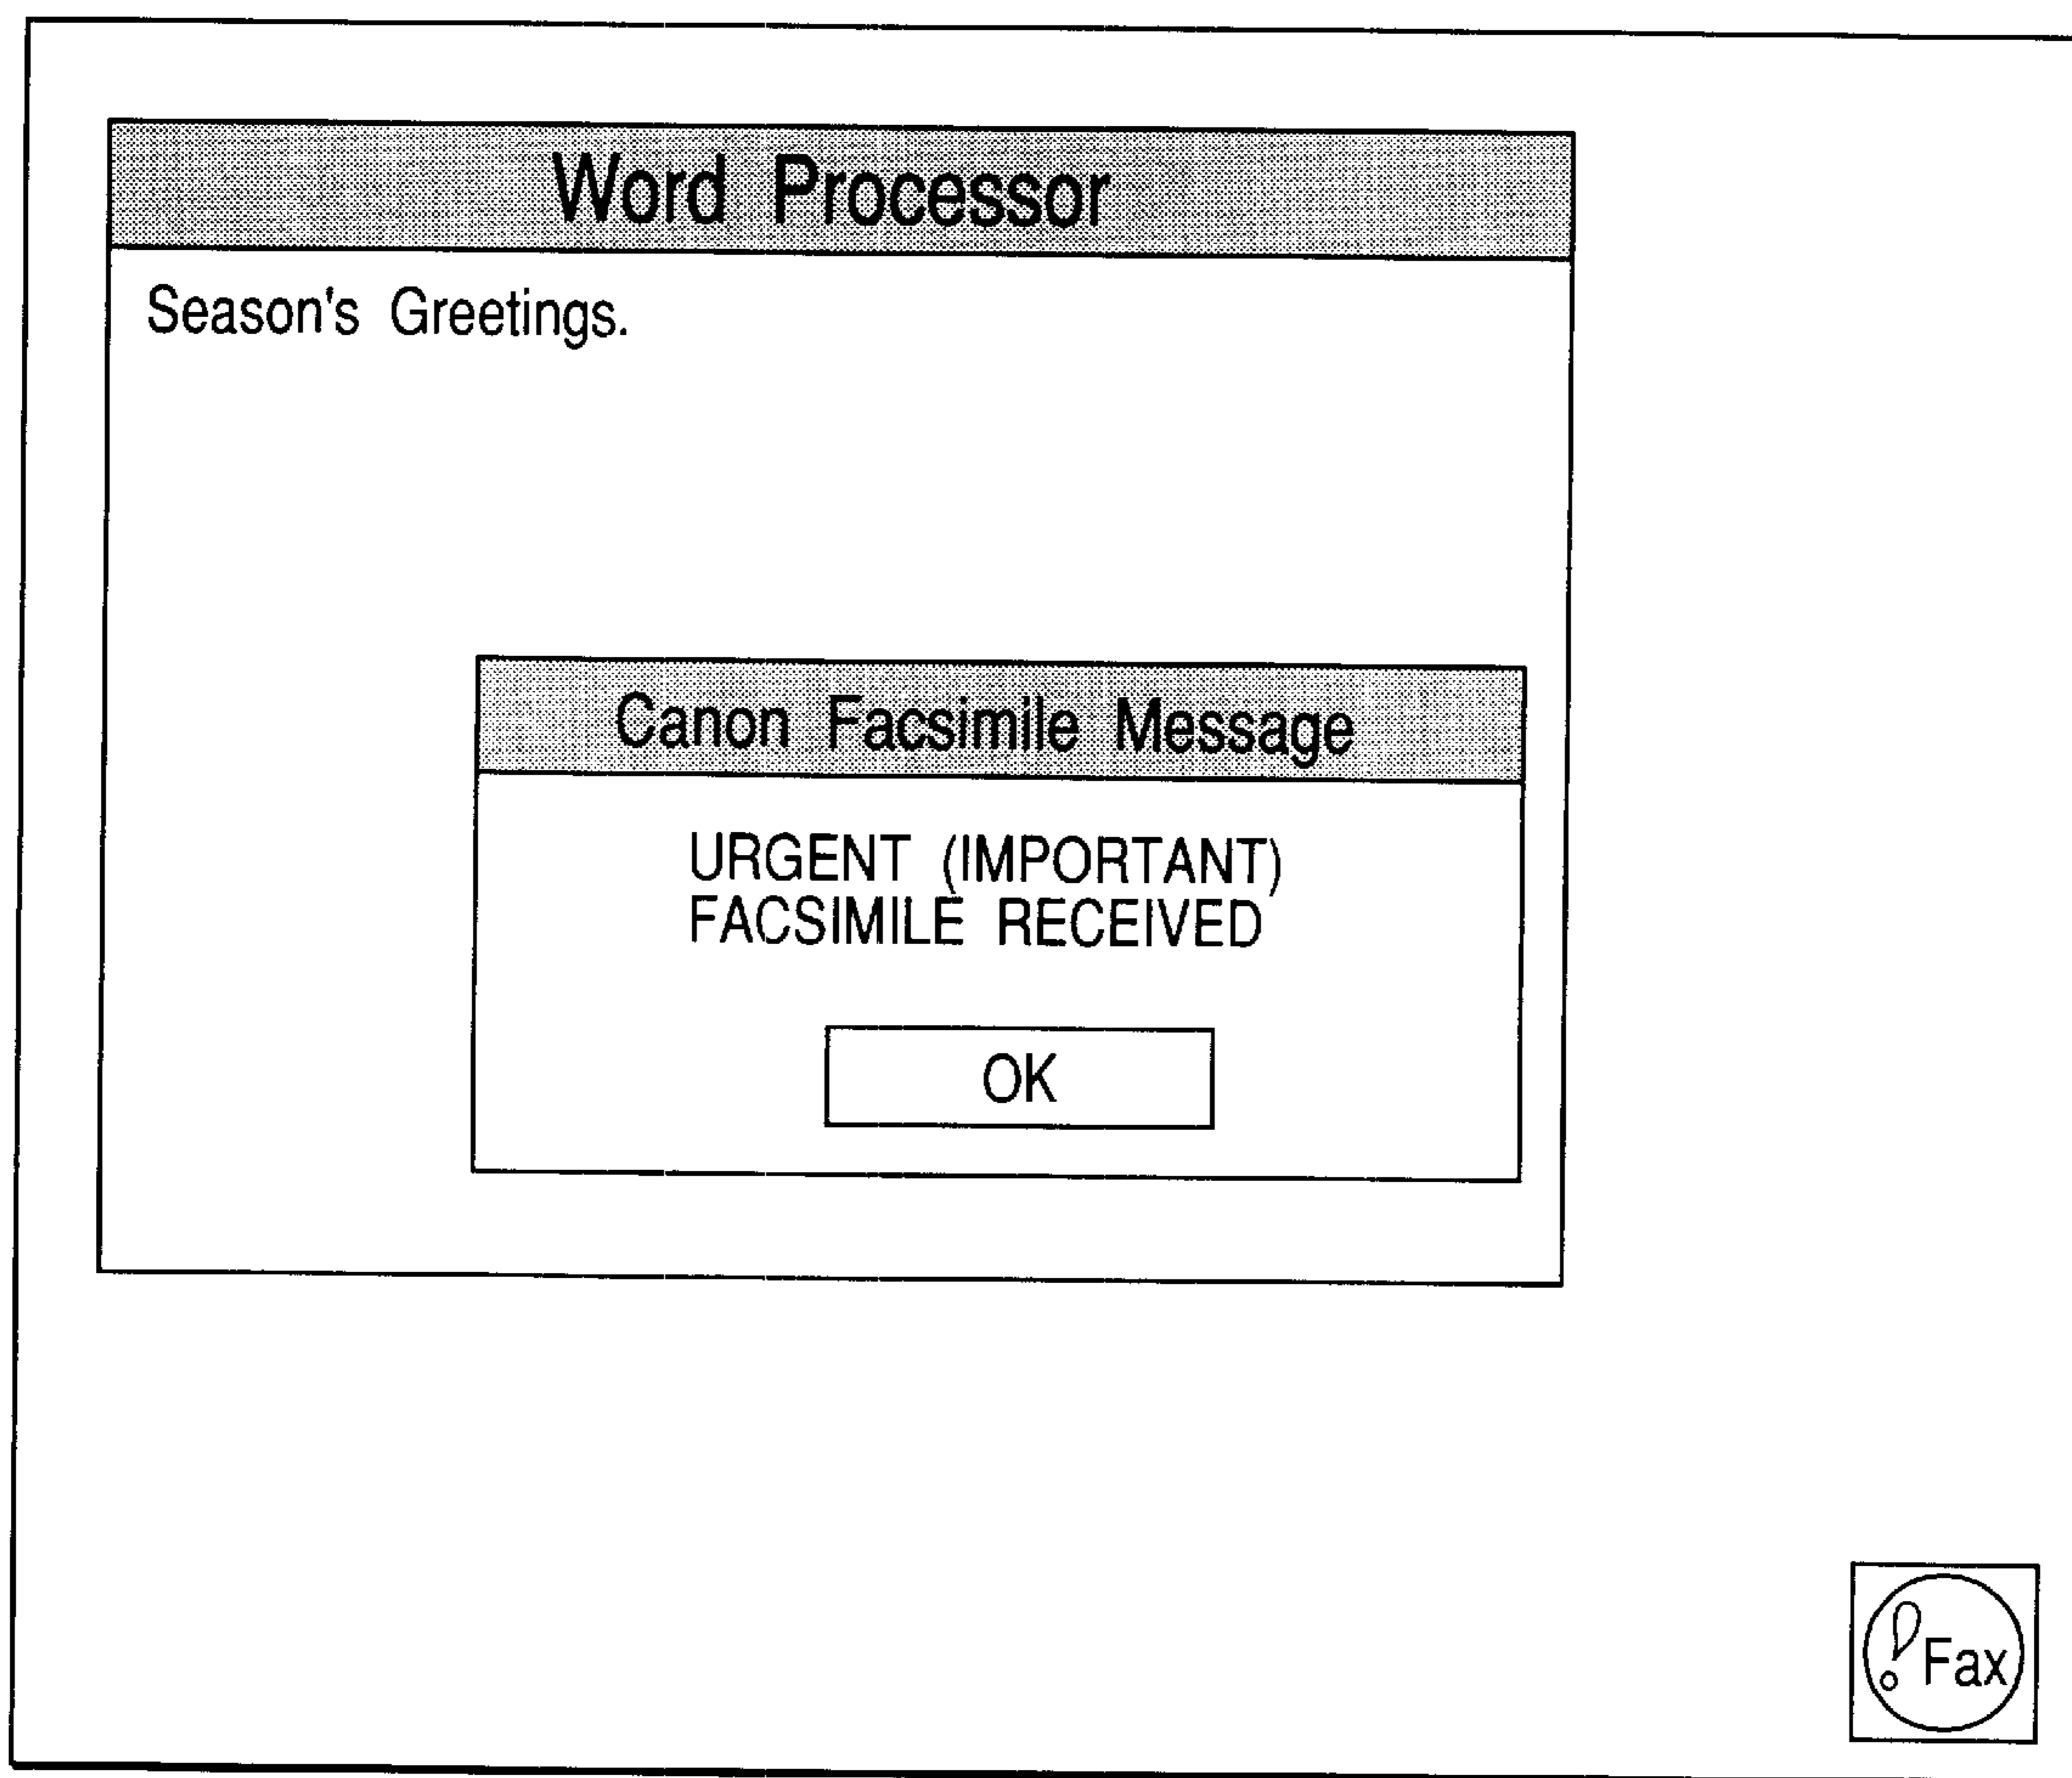 Word Processor
Season's Greetings.
Canon Facsimile Message
URGENT (IMPORTANT)
FACSIMILE RECEIVED
OK
!Fax